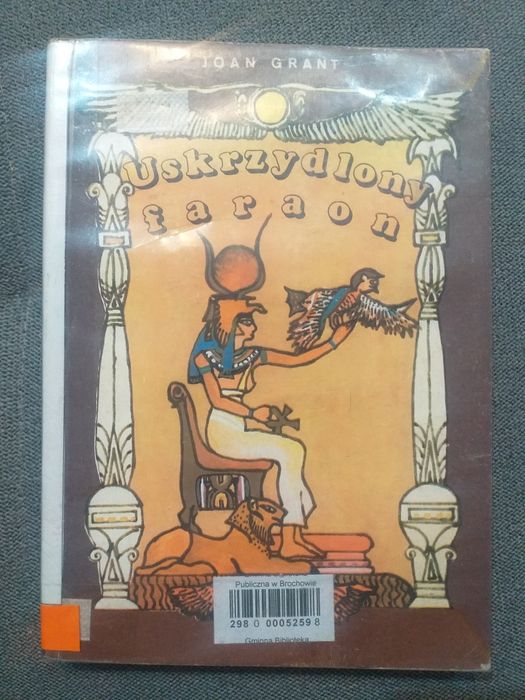 JOAN GRANT
Uskrzydlony
faraon
Publiczna w Brochowie
298 0 0005259 8
Gminna Biblioteka